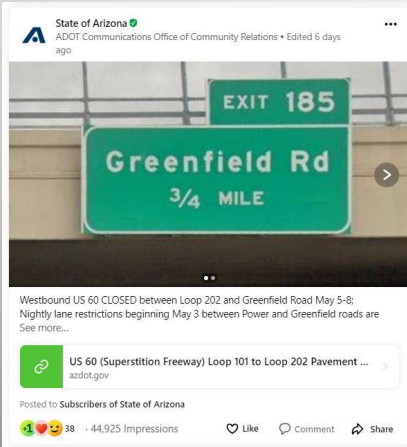 State of Arizona
ADOT Communications Office of Community Relations • Edited 6 days
ago
EXIT 185
Greenfield Rd
3/4 MILE
Westbound US 60 CLOSED between Loop 202 and Greenfield Road May 5-8;
Nightly lane restrictions beginning May 3 between Power and Greenfield roads are
See more...
US 60 (Superstition Freeway) Loop 101 to Loop 202 Pavement ...
azdot.gov
Posted to Subscribers of State of Arizona
+1 38 · 44,925 Impressions Like Comment Share